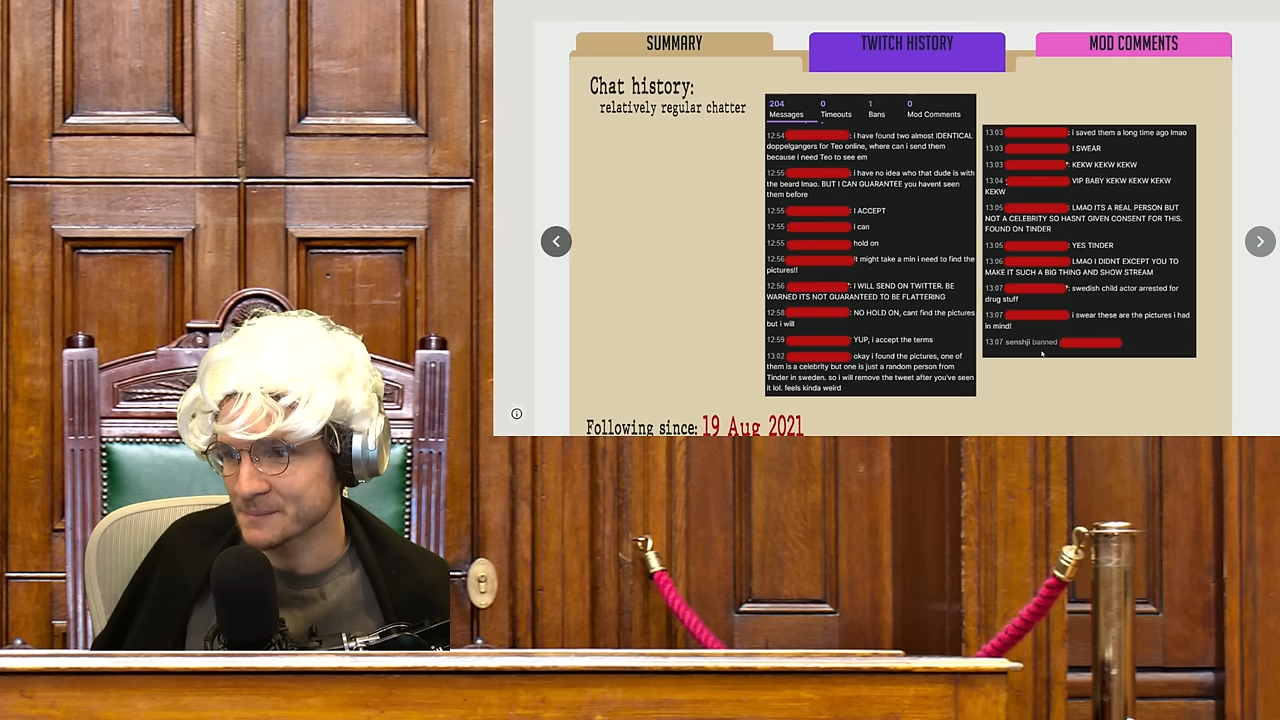 SUMMARY
TWITCH HISTORY
MOD COMMENTS
Chat history:
relatively regular chatter
204
0
1
0
Messages
Timeouts
Bans
Mod Comments
12:54 : i have found two almost IDENTICAL
doppelgangers for Teo online, where can i send them
because i need Teo to see em
12:55 : i have no idea who that dude is with
the beard lmao. BUT I CAN GUARANTEE you havent seen
them before
12:55 : I ACCEPT
12:55 : i can
12:55 : hold on
12:56 it might take a min i need to find the
pictures!!
12:56 : I WILL SEND ON TWITTER. BE
WARNED ITS NOT GUARANTEED TO BE FLATTERING
12:58 : NO HOLD ON, cant find the pictures
but i will
12:59 : YUP, i accept the terms
13:02 : okay i found the pictures, one of
them is a celebrity but one is just a random person from
Tinder in sweden. so i will remove the tweet after you've seen
it lol. feels kinda weird
13:03 : i saved them a long time ago lmao
13:03 I SWEAR
13:03 : KEKW KEKW KEKW
13:04 VIP BABY KEKW KEKW KEKW
KEKW
13:05 : LMAO ITS A REAL PERSON BUT
NOT A CELEBRITY SO HASNT GIVEN CONSENT FOR THIS.
FOUND ON TINDER
13:05 : YES TINDER
13:06 : LMAO I DIDNT EXCEPT YOU TO
MAKE IT SUCH A BIG THING AND SHOW STREAM
13:07 : swedish child actor arrested for
drug stuff
13:07 i swear these are the pictures i had
in mind!
13:07 senshji banned
Following since: 19 Aug 2021